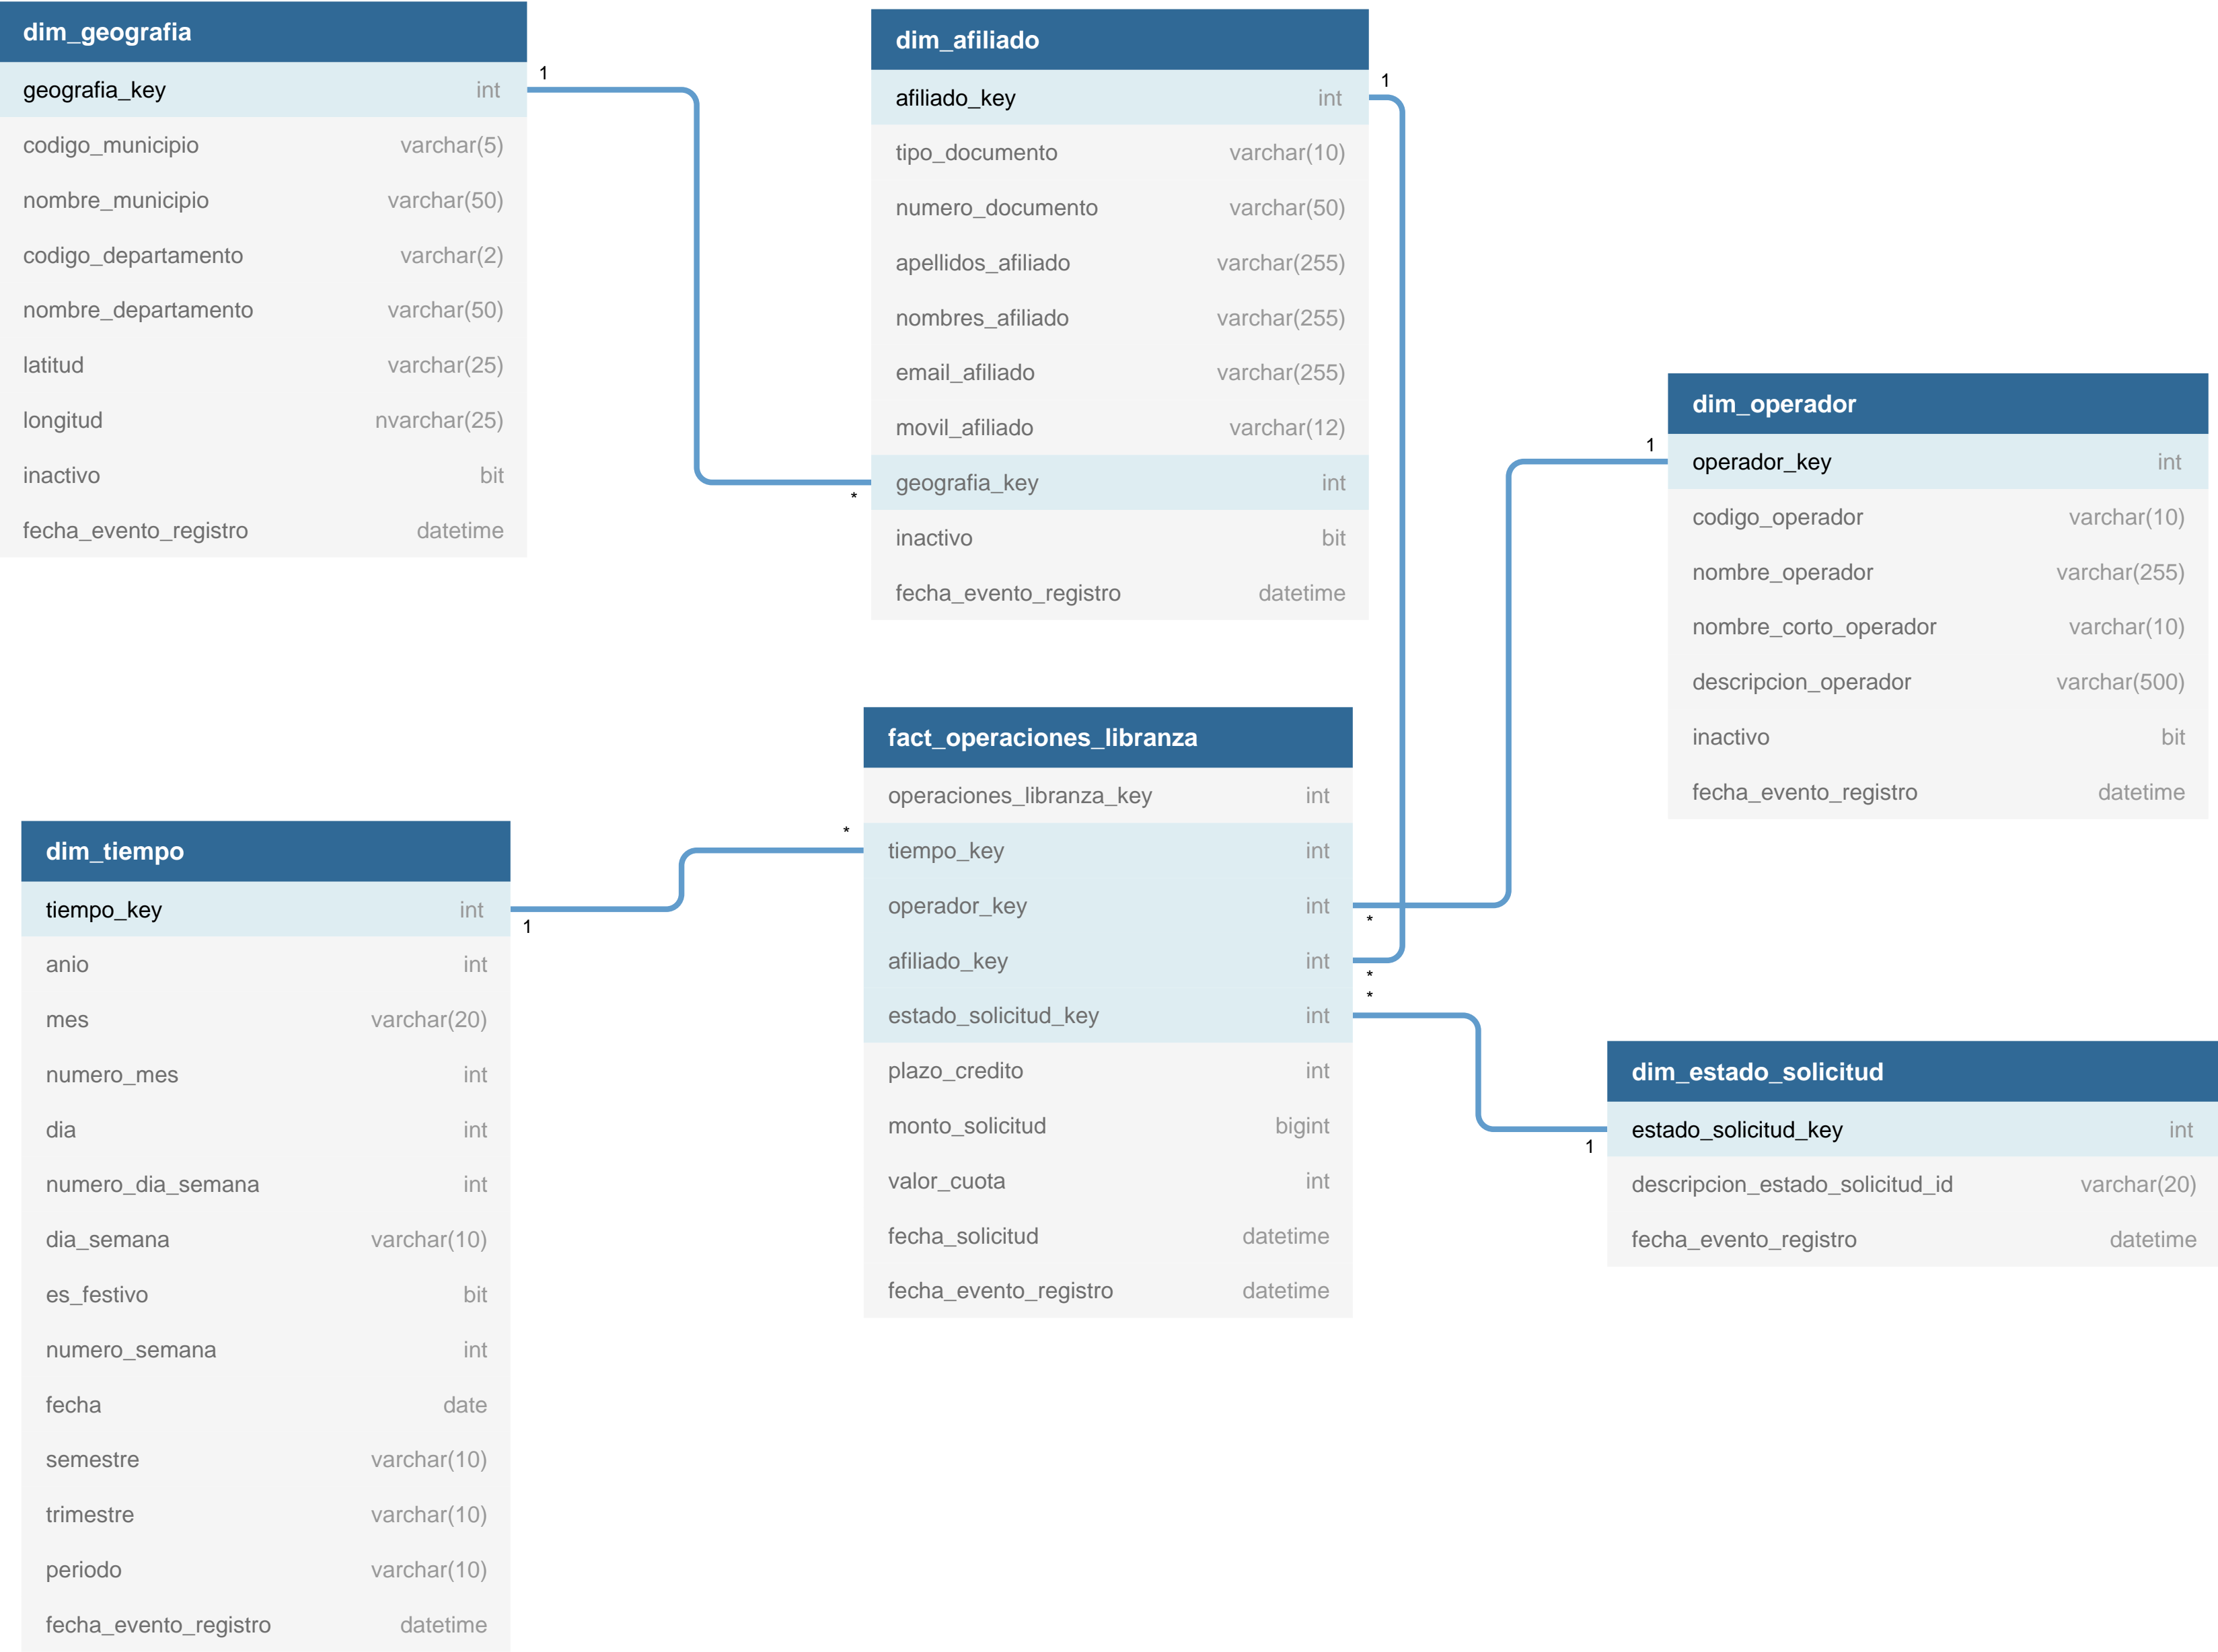 dim_geografia
geografia_key int
codigo_municipio varchar(5)
nombre_municipio varchar(50)
codigo_departamento varchar(2)
nombre_departamento varchar(50)
latitud varchar(25)
longitud nvarchar(25)
inactivo bit
fecha_evento_registro datetime
1
*
dim_afiliado
afiliado_key int
tipo_documento varchar(10)
numero_documento varchar(50)
apellidos_afiliado varchar(255)
nombres_afiliado varchar(255)
email_afiliado varchar(255)
movil_afiliado varchar(12)
geografia_key int
inactivo bit
fecha_evento_registro datetime
1
dim_operador
1
operador_key int
codigo_operador varchar(10)
nombre_operador varchar(255)
nombre_corto_operador varchar(10)
descripcion_operador varchar(500)
inactivo bit
fecha_evento_registro datetime
fact_operaciones_libranza
operaciones_libranza_key int
*
tiempo_key int
operador_key int
*
afiliado_key int
*
*
estado_solicitud_key int
plazo_credito int
monto_solicitud bigint
valor_cuota int
fecha_solicitud datetime
fecha_evento_registro datetime
dim_tiempo
tiempo_key int
1
anio int
mes varchar(20)
numero_mes int
dia int
numero_dia_semana int
dia_semana varchar(10)
es_festivo bit
numero_semana int
fecha date
semestre varchar(10)
trimestre varchar(10)
periodo varchar(10)
fecha_evento_registro datetime
dim_estado_solicitud
estado_solicitud_key int
1
descripcion_estado_solicitud_id varchar(20)
fecha_evento_registro datetime